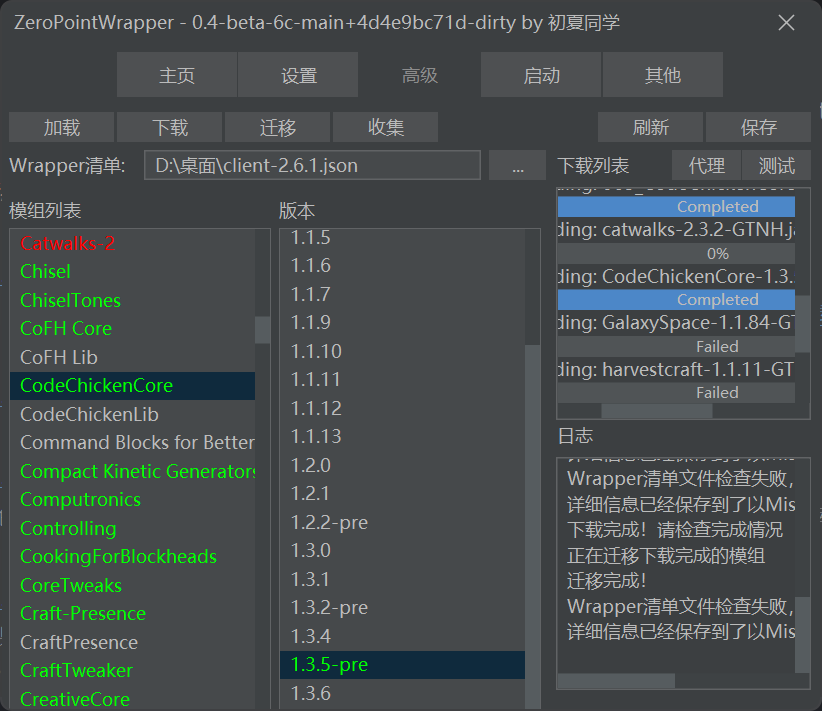 ZeroPointWrapper - 0.4-beta-6c-main+4d4e9bc71d-dirty by 初夏同学
主页 设置 高级 启动 其他
加载 下载 迁移 收集 刷新 保存
Wrapper清单: D:\桌面\client-2.6.1.json ... 下载列表 代理 测试
模组列表
Catwalks-2
Chisel
ChiselTones
CoFH Core
CoFH Lib
CodeChickenCore
CodeChickenLib
Command Blocks for Better
Compact Kinetic Generators
Computronics
Controlling
CookingForBlockheads
CoreTweaks
Craft-Presence
CraftPresence
CraftTweaker
CreativeCore
版本
1.1.5
1.1.6
1.1.7
1.1.9
1.1.10
1.1.11
1.1.12
1.1.13
1.2.0
1.2.1
1.2.2-pre
1.3.0
1.3.1
1.3.2-pre
1.3.4
1.3.5-pre
1.3.6
Completed
ding: catwalks-2.3.2-GTNH.j
0%
ding: CodeChickenCore-1.3.
Completed
ding: GalaxySpace-1.1.84-GT
Failed
ding: harvestcraft-1.1.11-GT
Failed
日志
Wrapper清单文件检查失败,
详细信息已经保存到了以Mis
下载完成！请检查完成情况
正在迁移下载完成的模组
迁移完成！
Wrapper清单文件检查失败,
详细信息已经保存到了以Mis